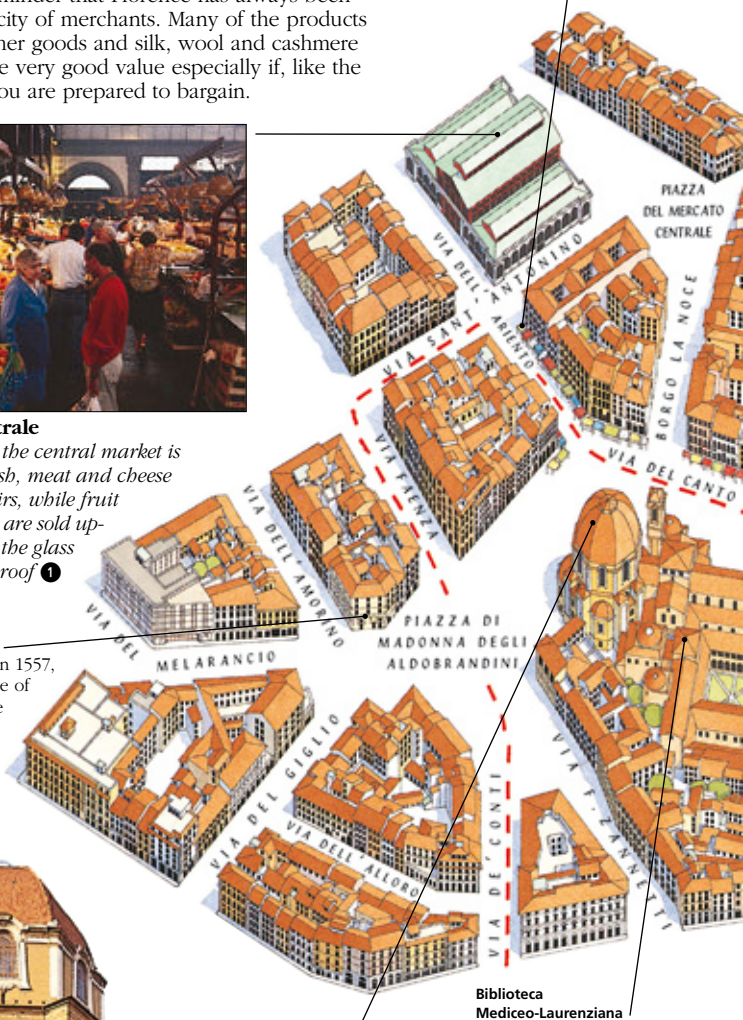 minder that Florence has always been
city of merchants. Many of the products
her goods and silk, wool and cashmere
e very good value especially if, like the
ou are prepared to bargain.
PIAZZA
DEL MERCATO
CENTRALE
VIA DELL' ARIENTO
VIA SANT' ANTONINO
BORGO LA NOCE
VIA DEL CANTO
VIA FAENZA
trale
the central market is
sh, meat and cheese
irs, while fruit
are sold up-
the glass
roof 1
VIA DELL' AMORINO
VIA DEL MELARANCIO
PIAZZA DI
MADONNA DEGLI
ALDOBRANDINI
n 1557,
e of
e
VIA DEL GIGLIO
VIA DELL'ALLORO
VIA DE' CONTI
VIA F. ZANNETTI
Biblioteca
Mediceo-Laurenziana